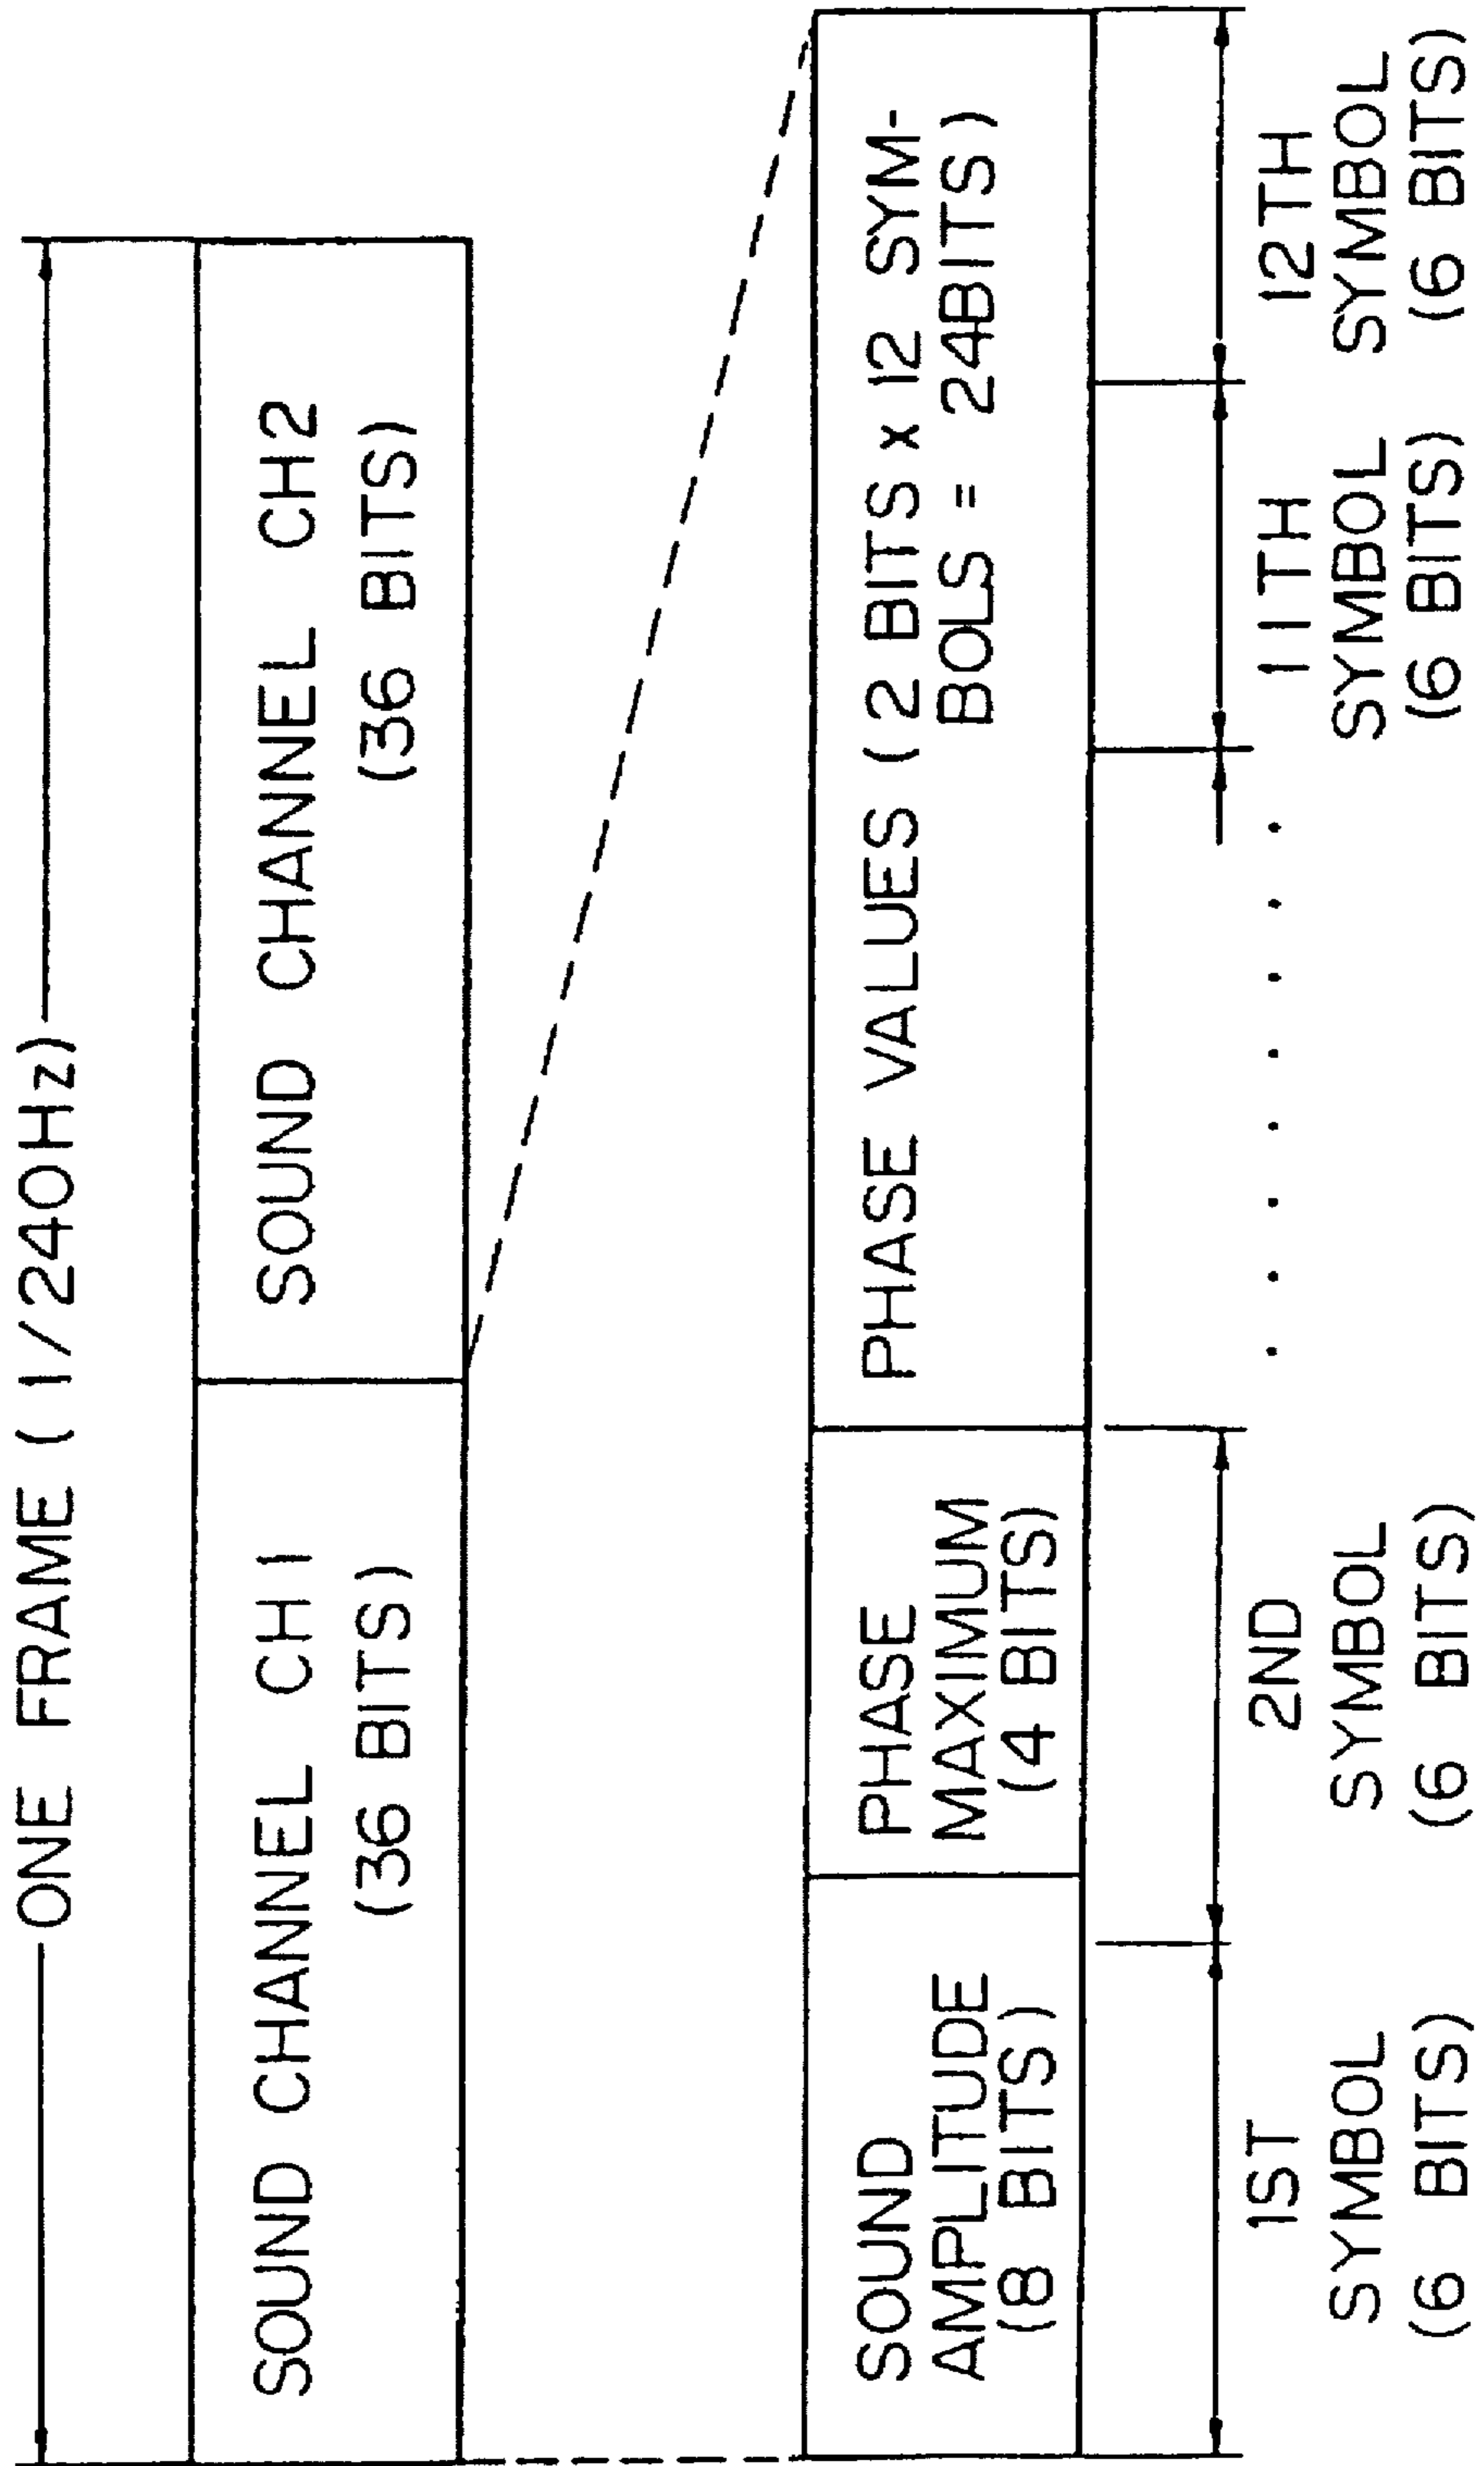 ONE FRAME (1/240Hz)
SOUND CHANNEL CH1
(36 BITS)
SOUND CHANNEL CH2
(36 BITS)
SOUND
AMPLITUDE
(8 BITS)
PHASE
MAXIMUM
(4 BITS)
PHASE VALUES (2 BITS x 12 SYM-
BOLS = 24BITS)
1ST
SYMBOL
(6 BITS)
2ND
SYMBOL
(6 BITS)
. . . . . . . .
11TH
SYMBOL
(6 BITS)
12TH
SYMBOL
(6 BITS)